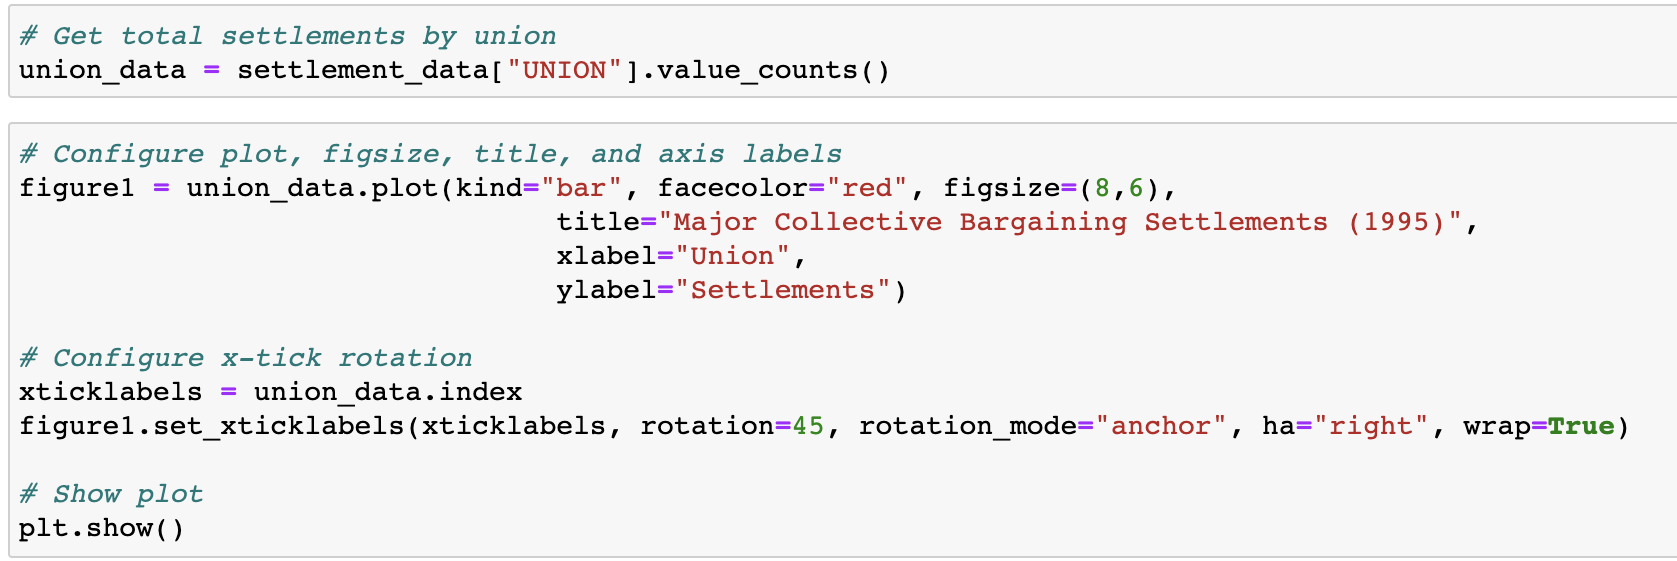 # Get total settlements by union
union_data = settlement_data["UNION"].value_counts()
# Configure plot, figsize, title, and axis labels
figure1 = union_data.plot(kind="bar", facecolor="red", figsize=(8,6),
title="Major Collective Bargaining Settlements (1995)",
xlabel="Union",
ylabel="Settlements")
# Configure x-tick rotation
xticklabels = union_data.index
figure1.set_xticklabels(xticklabels, rotation=45, rotation_mode="anchor", ha="right", wrap=True)
# Show plot
plt.show()